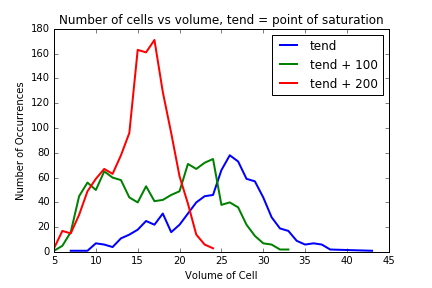 Number of cells vs volume, tend = point of saturation
180
160
140
120
100
80
60
40
20
0
Number of Occurrences
tend
tend + 100
tend + 200
5 10 15 20 25 30 35 40 45
Volume of Cell